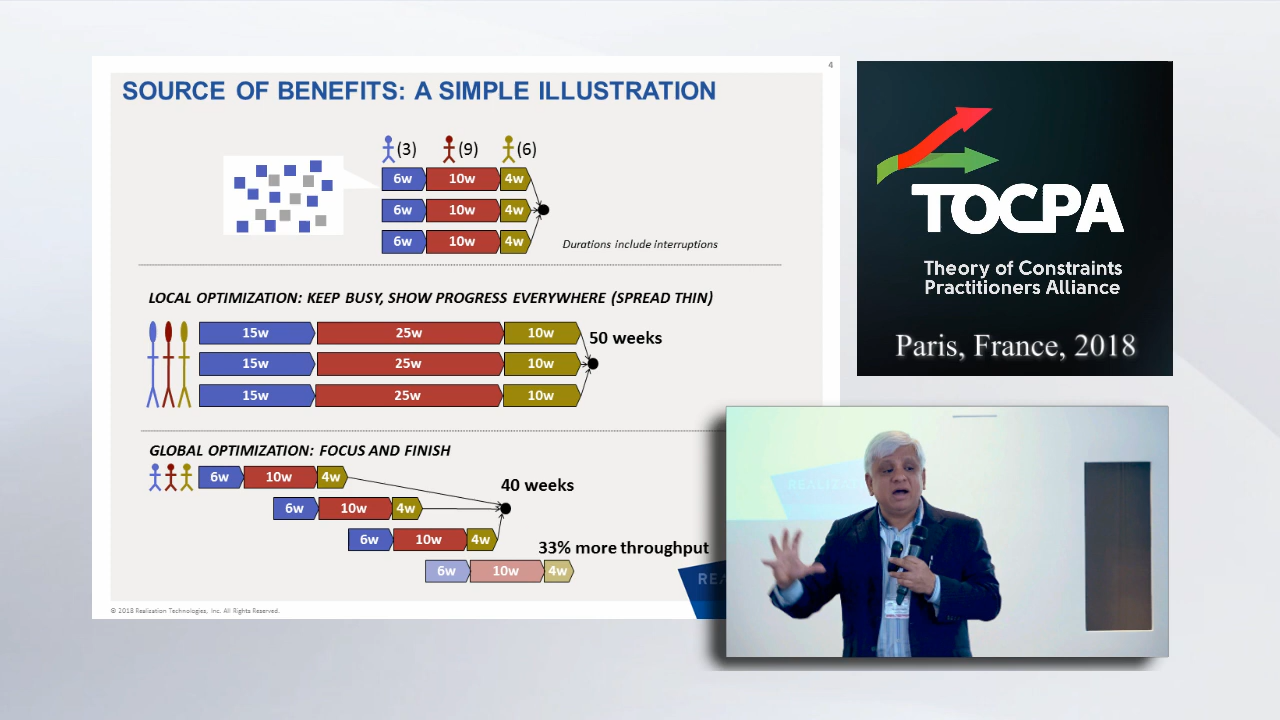 4
SOURCE OF BENEFITS: A SIMPLE ILLUSTRATION
(3) (9) (6)
6w 10w 4w
6w 10w 4w
6w 10w 4w
Durations include interruptions
LOCAL OPTIMIZATION: KEEP BUSY, SHOW PROGRESS EVERYWHERE (SPREAD THIN)
15w 25w 10w
50 weeks
15w 25w 10w
15w 25w 10w
GLOBAL OPTIMIZATION: FOCUS AND FINISH
6w 10w 4w
40 weeks
6w 10w 4w
6w 10w 4w
33% more throughput
6w 10w 4w
REA
© 2018 Realization Technologies, Inc. All Rights Reserved.
TOCPA
Theory of Constraints
Practitioners Alliance
Paris, France, 2018